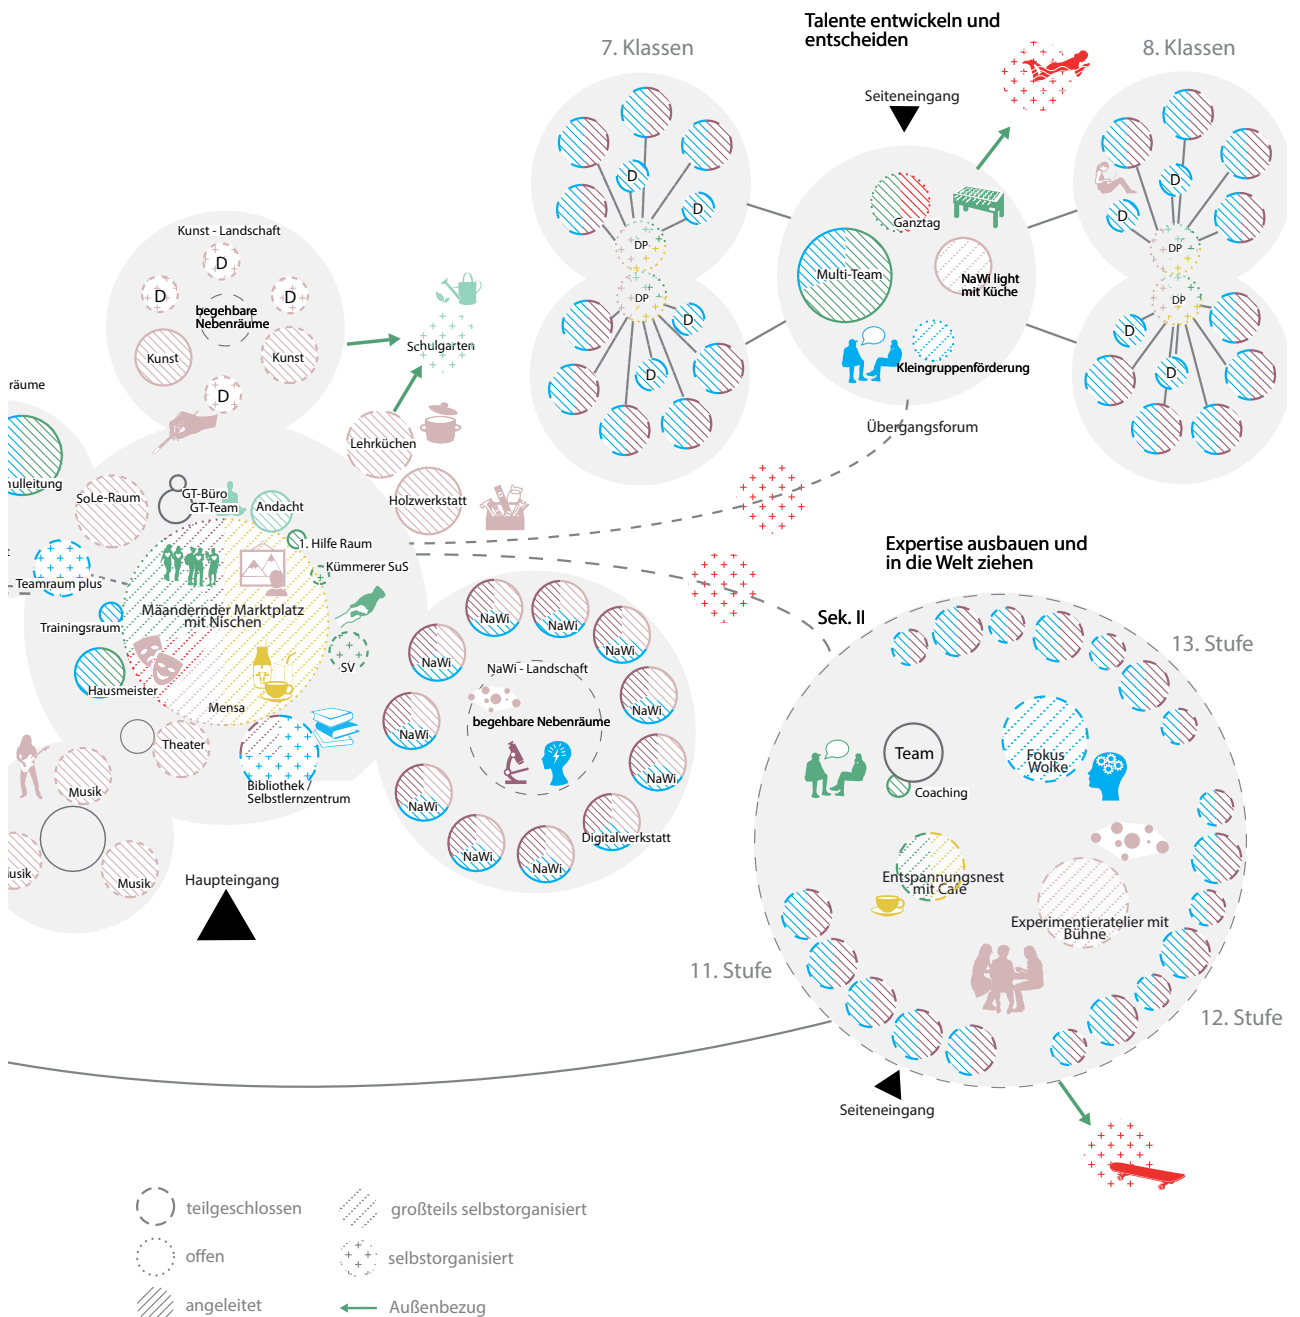 Talente entwickeln und
entscheiden
7. Klassen
8. Klassen
Seiteneingang
D
D
DP
DP
D
D
Ganztag
Multi-Team
NaWi light
mit Küche
Kleingruppenförderung
Übergangsforum
D
D
DP
DP
D
D
Kunst - Landschaft
D
D
D
begehbare
Nebenräume
Kunst
Kunst
D
Schulgarten
Lehrküchen
Holzwerkstatt
räume
hulleitung
SoLe-Raum
GT-Büro
GT-Team
Andacht
1. Hilfe Raum
Kümmerer SuS
Teamraum plus
Mäandernder Marktplatz
mit Nischen
Trainingsraum
SV
Hausmeister
Mensa
Theater
Bibliothek /
Selbstlernzentrum
Musik
usik
Musik
Haupteingang
NaWi
NaWi
NaWi
NaWi
NaWi - Landschaft
NaWi
NaWi
begehbare Nebenräume
NaWi
NaWi
Digitalwerkstatt
NaWi
NaWi
Expertise ausbauen und
in die Welt ziehen
Sek. II
13. Stufe
Team
Coaching
Fokus
Wolke
Entspannungsnest
mit Café
Experimentieratelier mit
Bühne
11. Stufe
12. Stufe
Seiteneingang
teilgeschlossen
großteils selbstorganisiert
offen
selbstorganisiert
angeleitet
Außenbezug